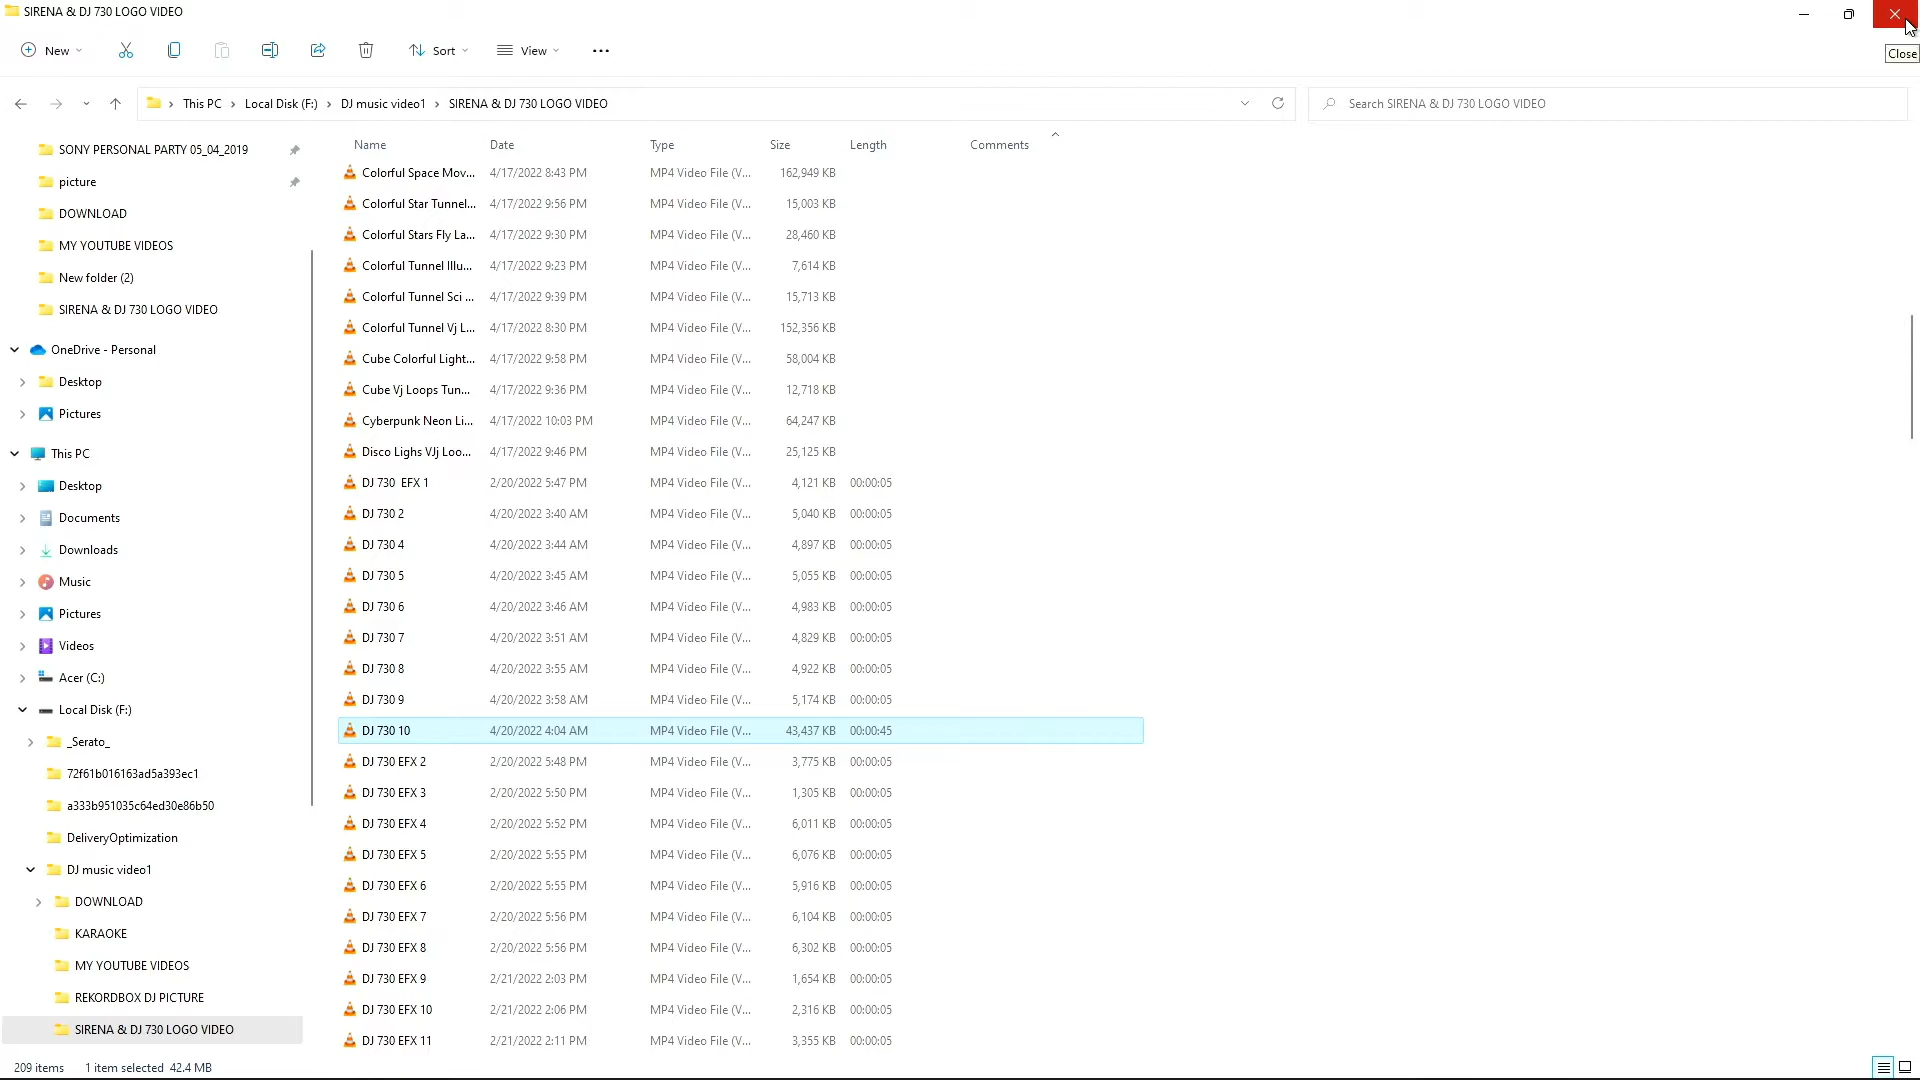 SIRENA & DJ 730 LOGO VIDEO
New
Sort
View
Close
This PC > Local Disk (F:) > DJ music video1 > SIRENA & DJ 730 LOGO VIDEO
Search SIRENA & DJ 730 LOGO VIDEO
SONY PERSONAL PARTY 05_04_2019
picture
DOWNLOAD
MY YOUTUBE VIDEOS
New folder (2)
SIRENA & DJ 730 LOGO VIDEO
OneDrive - Personal
Desktop
Pictures
This PC
Desktop
Documents
Downloads
Music
Pictures
Videos
Acer (C:)
Local Disk (F:)
_Serato_
72f61b016163ad5a393ec1
a333b951035c64ed30e86b50
DeliveryOptimization
DJ music video1
DOWNLOAD
KARAOKE
MY YOUTUBE VIDEOS
REKORDBOX DJ PICTURE
SIRENA & DJ 730 LOGO VIDEO
Name Date Type Size Length Comments
Colorful Space Mov... 4/17/2022 8:43 PM MP4 Video File (V... 162,949 KB
Colorful Star Tunnel... 4/17/2022 9:56 PM MP4 Video File (V... 15,003 KB
Colorful Stars Fly La... 4/17/2022 9:30 PM MP4 Video File (V... 28,460 KB
Colorful Tunnel Illu... 4/17/2022 9:23 PM MP4 Video File (V... 7,614 KB
Colorful Tunnel Sci ... 4/17/2022 9:39 PM MP4 Video File (V... 15,713 KB
Colorful Tunnel Vj L... 4/17/2022 8:30 PM MP4 Video File (V... 152,356 KB
Cube Colorful Light... 4/17/2022 9:58 PM MP4 Video File (V... 58,004 KB
Cube Vj Loops Tun... 4/17/2022 9:36 PM MP4 Video File (V... 12,718 KB
Cyberpunk Neon Li... 4/17/2022 10:03 PM MP4 Video File (V... 64,247 KB
Disco Lighs VJj Loo... 4/17/2022 9:46 PM MP4 Video File (V... 25,125 KB
DJ 730  EFX 1 2/20/2022 5:47 PM MP4 Video File (V... 4,121 KB 00:00:05
DJ 730 2 4/20/2022 3:40 AM MP4 Video File (V... 5,040 KB 00:00:05
DJ 730 4 4/20/2022 3:44 AM MP4 Video File (V... 4,897 KB 00:00:05
DJ 730 5 4/20/2022 3:45 AM MP4 Video File (V... 5,055 KB 00:00:05
DJ 730 6 4/20/2022 3:46 AM MP4 Video File (V... 4,983 KB 00:00:05
DJ 730 7 4/20/2022 3:51 AM MP4 Video File (V... 4,829 KB 00:00:05
DJ 730 8 4/20/2022 3:55 AM MP4 Video File (V... 4,922 KB 00:00:05
DJ 730 9 4/20/2022 3:58 AM MP4 Video File (V... 5,174 KB 00:00:05
DJ 730 10 4/20/2022 4:04 AM MP4 Video File (V... 43,437 KB 00:00:45
DJ 730 EFX 2 2/20/2022 5:48 PM MP4 Video File (V... 3,775 KB 00:00:05
DJ 730 EFX 3 2/20/2022 5:50 PM MP4 Video File (V... 1,305 KB 00:00:05
DJ 730 EFX 4 2/20/2022 5:52 PM MP4 Video File (V... 6,011 KB 00:00:05
DJ 730 EFX 5 2/20/2022 5:55 PM MP4 Video File (V... 6,076 KB 00:00:05
DJ 730 EFX 6 2/20/2022 5:55 PM MP4 Video File (V... 5,916 KB 00:00:05
DJ 730 EFX 7 2/20/2022 5:56 PM MP4 Video File (V... 6,104 KB 00:00:05
DJ 730 EFX 8 2/20/2022 5:56 PM MP4 Video File (V... 6,302 KB 00:00:05
DJ 730 EFX 9 2/21/2022 2:03 PM MP4 Video File (V... 1,654 KB 00:00:05
DJ 730 EFX 10 2/21/2022 2:06 PM MP4 Video File (V... 2,316 KB 00:00:05
DJ 730 EFX 11 2/21/2022 2:11 PM MP4 Video File (V... 3,355 KB 00:00:05
209 items 1 item selected 42.4 MB